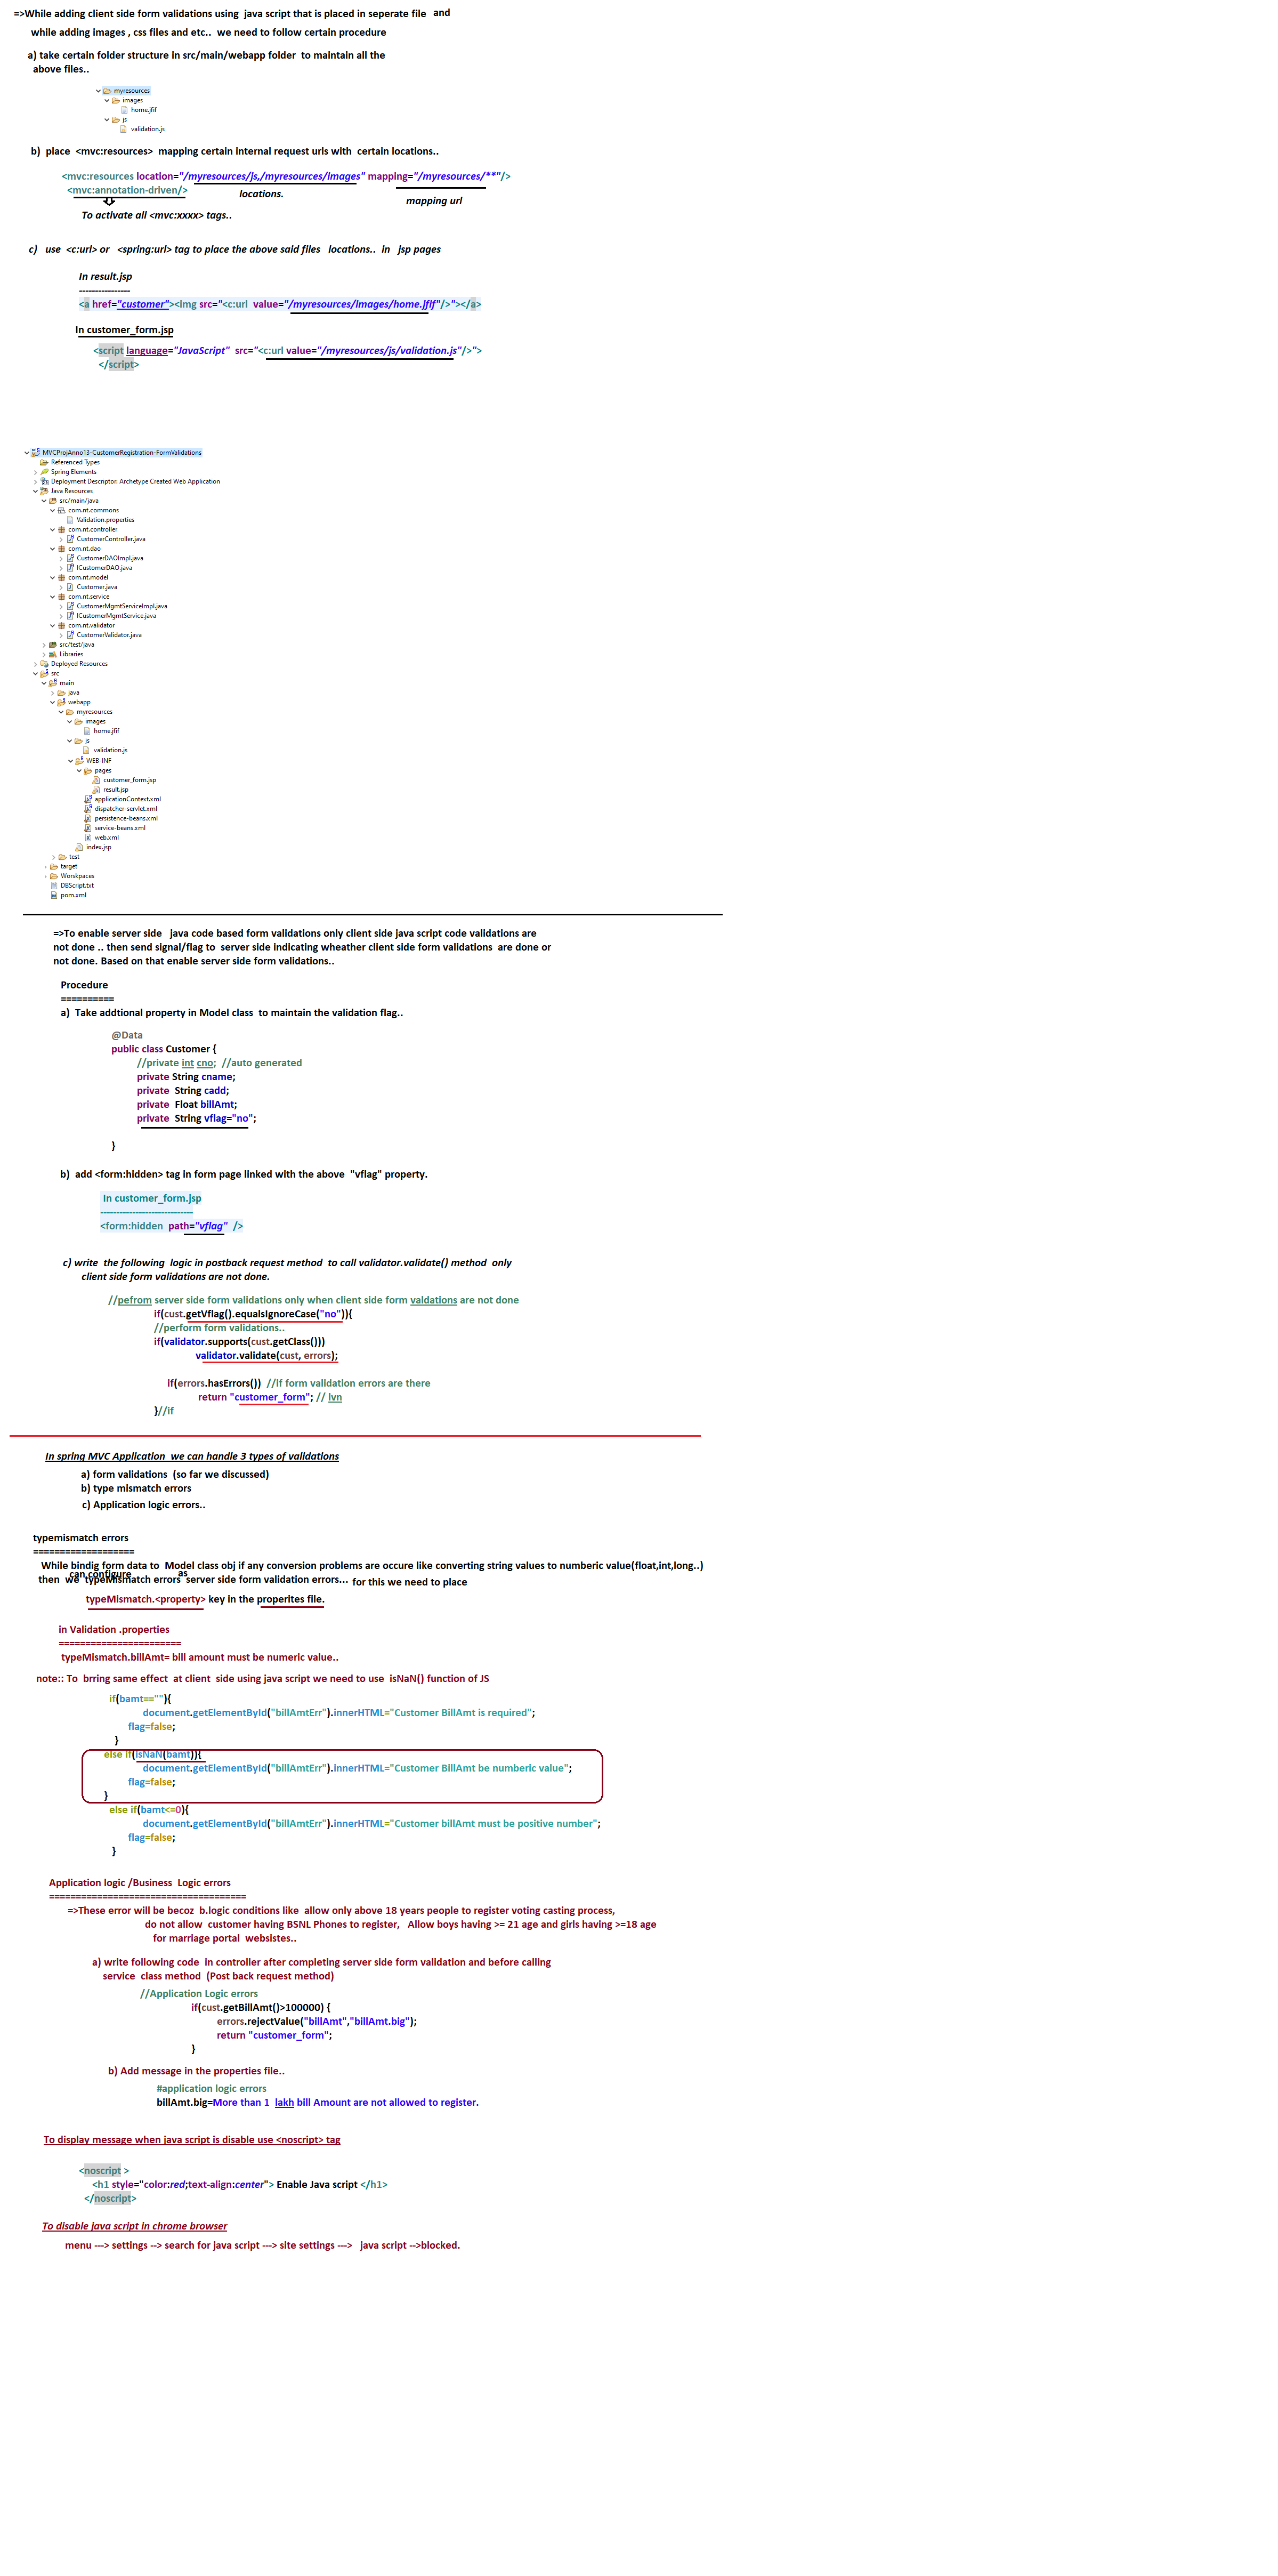 =>While adding client side form validations using  java script that is placed in seperate file  and
while adding images , css files and etc..  we need to follow certain procedure
a) take certain folder structure in src/main/webapp folder  to maintain all the
above files..
myresources
images
home.jfif
js
validation.js
b)  place  <mvc:resources>  mapping certain internal request urls with  certain locations..
<mvc:resources location="/myresources/js,/myresources/images" mapping="/myresources/**"/>
<mvc:annotation-driven/>
locations.
mapping url
To activate all <mvc:xxxx> tags..
c)   use  <c:url> or   <spring:url> tag to place the above said files   locations..  in   jsp pages
In result.jsp
----------------
<a href="customer"><img src="<c:url  value="/myresources/images/home.jfif"/>"></a>
In customer_form.jsp
<script language="JavaScript"  src="<c:url value="/myresources/js/validation.js"/>">
</script>
MVCProjAnno13-CustomerRegistration-FormValidations
Referenced Types
Spring Elements
Deployment Descriptor: Archetype Created Web Application
Java Resources
src/main/java
com.nt.commons
Validation.properties
com.nt.controller
CustomerController.java
com.nt.dao
CustomerDAOImpl.java
ICustomerDAO.java
com.nt.model
Customer.java
com.nt.service
CustomerMgmtServiceImpl.java
ICustomerMgmtService.java
com.nt.validator
CustomerValidator.java
src/test/java
Libraries
Deployed Resources
src
main
java
webapp
myresources
images
home.jfif
js
validation.js
WEB-INF
pages
customer_form.jsp
result.jsp
applicationContext.xml
dispatcher-servlet.xml
persistence-beans.xml
service-beans.xml
web.xml
index.jsp
test
target
Worskpaces
DBScript.txt
pom.xml
=>To enable server side   java code based form validations only client side java script code validations are
not done .. then send signal/flag to  server side indicating wheather client side form validations  are done or
not done. Based on that enable server side form validations..
Procedure
==========
a)  Take addtional property in Model class  to maintain the validation flag..
@Data
public class Customer {
//private int cno;  //auto generated
private String cname;
private  String cadd;
private  Float billAmt;
private  String vflag="no";
}
b)  add <form:hidden> tag in form page linked with the above  "vflag" property.
In customer_form.jsp
-----------------------------
<form:hidden  path="vflag"  />
c) write  the following  logic in postback request method  to call validator.validate() method  only
client side form validations are not done.
//pefrom server side form validations only when client side form valdations are not done
if(cust.getVflag().equalsIgnoreCase("no")){
//perform form validations..
if(validator.supports(cust.getClass()))
validator.validate(cust, errors);
if(errors.hasErrors())  //if form validation errors are there
return "customer_form"; // lvn
}//if
In spring MVC Application  we can handle 3 types of validations
a) form validations  (so far we discussed)
b) type mismatch errors
c) Application logic errors..
typemismatch errors
===================
While bindig form data to  Model class obj if any conversion problems are occure like converting string values to numberic value(float,int,long..)
can configure as
then  we  typeMismatch errors  server side form validation errors... for this we need to place
typeMismatch.<property> key in the properites file.
in Validation .properties
=======================
typeMismatch.billAmt= bill amount must be numeric value..
note:: To  brring same effect  at client  side using java script we need to use  isNaN() function of JS
if(bamt==""){
document.getElementById("billAmtErr").innerHTML="Customer BillAmt is required";
flag=false;
}
else if(isNaN(bamt)){
document.getElementById("billAmtErr").innerHTML="Customer BillAmt be numberic value";
flag=false;
}
else if(bamt<=0){
document.getElementById("billAmtErr").innerHTML="Customer billAmt must be positive number";
flag=false;
}
Application logic /Business  Logic errors
=====================================
=>These error will be becoz  b.logic conditions like  allow only above 18 years people to register voting casting process,
do not allow  customer having BSNL Phones to register,   Allow boys having >= 21 age and girls having >=18 age
for marriage portal  websistes..
a) write following code  in controller after completing server side form validation and before calling
service  class method  (Post back request method)
//Application Logic errors
if(cust.getBillAmt()>100000) {
errors.rejectValue("billAmt","billAmt.big");
return "customer_form";
}
b) Add message in the properties file..
#application logic errors
billAmt.big=More than 1  lakh bill Amount are not allowed to register.
To display message when java script is disable use <noscript> tag
<noscript >
<h1 style="color:red;text-align:center"> Enable Java script </h1>
</noscript>
To disable java script in chrome browser
menu ---> settings --> search for java script ---> site settings --->   java script -->blocked.